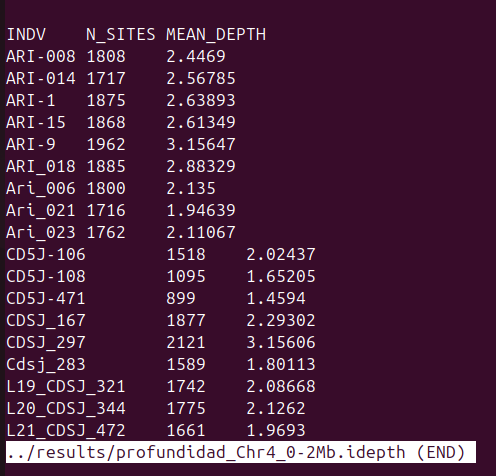 INDV    N_SITES MEAN_DEPTH
ARI-008 1808    2.4469
ARI-014 1717    2.56785
ARI-1   1875    2.63893
ARI-15  1868    2.61349
ARI-9   1962    3.15647
ARI_018 1885    2.88329
Ari_006 1800    2.135
Ari_021 1716    1.94639
Ari_023 1762    2.11067
CD5J-106        1518    2.02437
CD5J-108        1095    1.65205
CD5J-471        899     1.4594
CDSJ_167        1877    2.29302
CDSJ_297        2121    3.15606
Cdsj_283        1589    1.80113
L19_CDSJ_321    1742    2.08668
L20_CDSJ_344    1775    2.1262
L21_CDSJ_472    1661    1.9693
../results/profundidad_Chr4_0-2Mb.idepth (END)